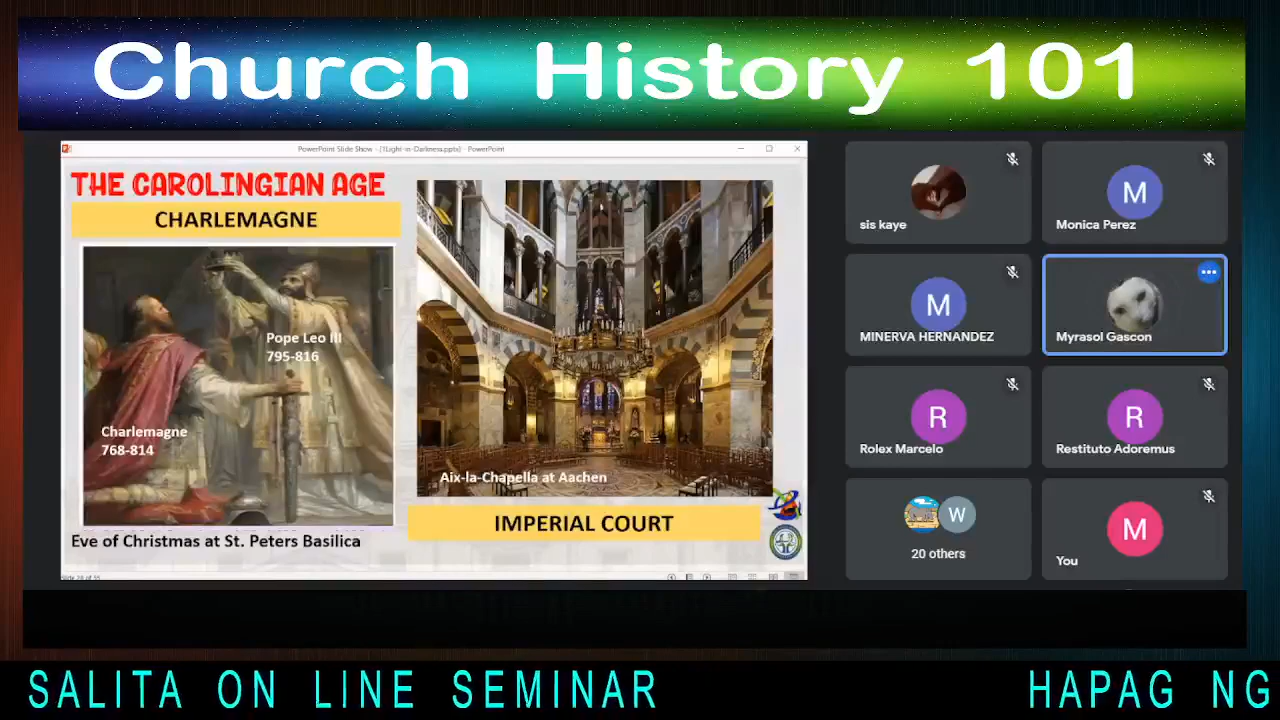 Church History 101
PowerPoint Slide Show - [1Light-in-Darkness.pptx] - PowerPoint
THE CAROLINGIAN AGE
CHARLEMAGNE
Pope Leo III
795-816
Charlemagne
768-814
Eve of Christmas at St. Peters Basilica
Aix-la-Chapella at Aachen
IMPERIAL COURT
sis kaye
M
Monica Perez
M
MINERVA HERNANDEZ
Myrasol Gascon
R
Rolex Marcelo
R
Restituto Adoremus
W
20 others
M
You
SALITA ON LINE SEMINAR
HAPAG NG